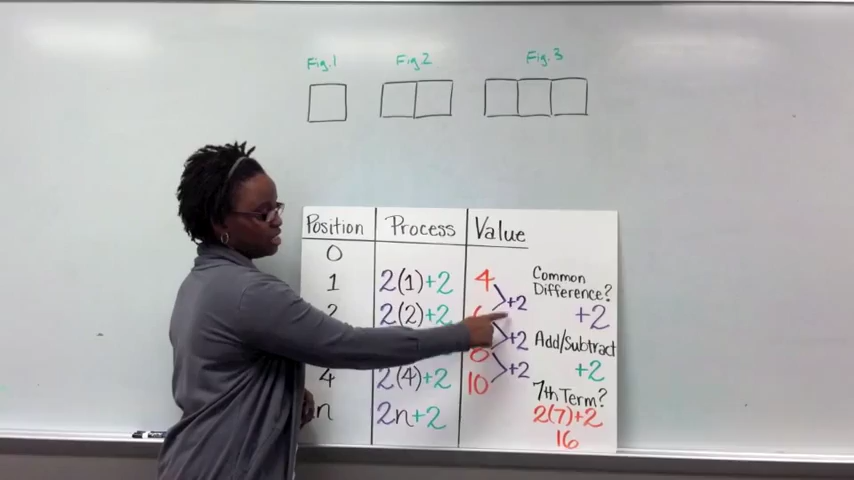 Fig.1 Fig.2 Fig.3
Position Process Value
0
1 2(1)+2 4
2 2(2)+2 +2
8 +2
4 2(4)+2 10 +2
n 2n+2
Common
Difference?
+2
Add/Subtract
+2
7th Term?
2(7)+2
16